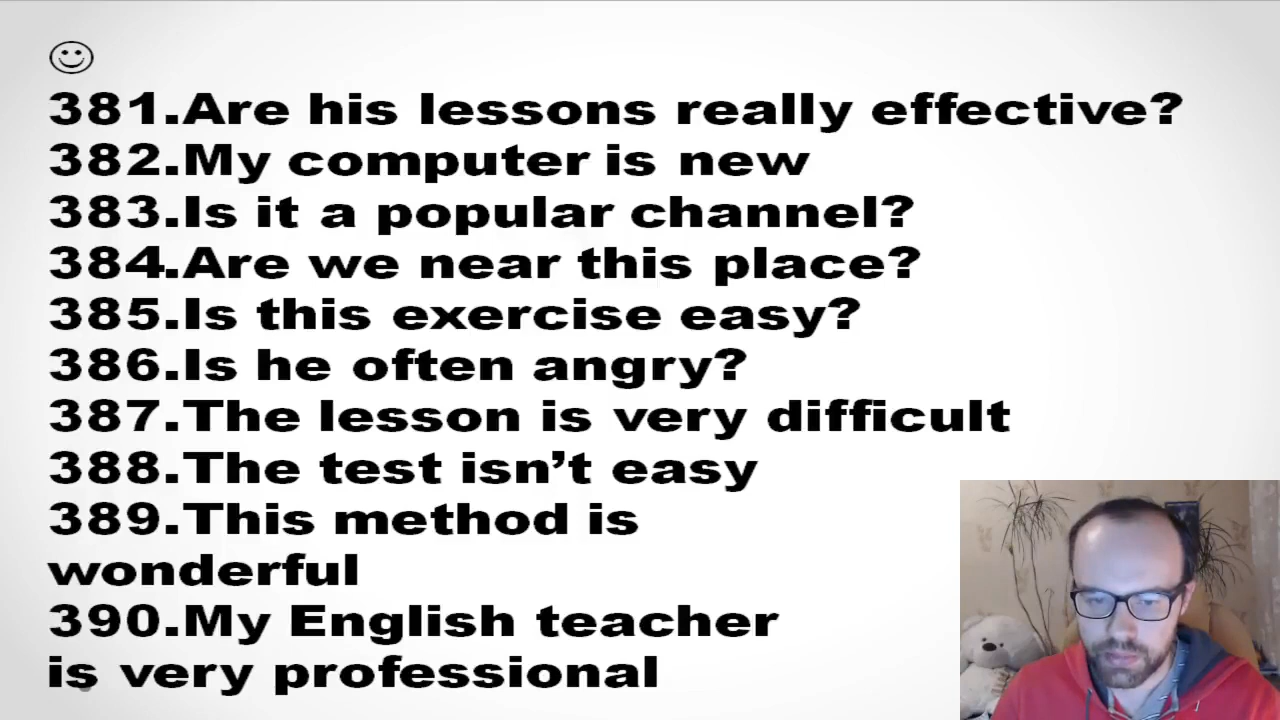 381.Are his lessons really effective?
382.My computer is new
383.Is it a popular channel?
384.Are we near this place?
385.Is this exercise easy?
386.Is he often angry?
387.The lesson is very difficult
388.The test isn’t easy
389.This method is
wonderful
390.My English teacher
is very professional